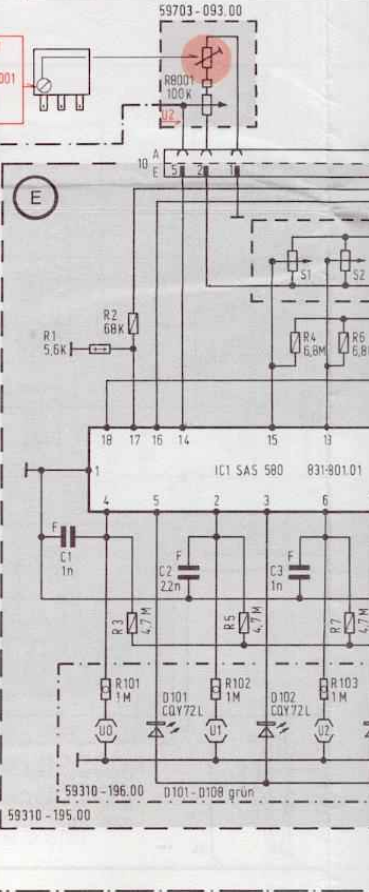 59703-093.00
001
R8001
100K
U2
10
A
E
5
2
1
E
S1
S2
R2
68K
R1
5,6K
R4
6,8M
R6
6,8
18
17
16
14
15
13
1
IC1 SAS 580
831-801.01
4
5
2
3
6
F
C1
1n
F
C2
22n
F
C3
1n
R3
4,7M
R5
4,7M
R7
4,7M
R101
1M
D101
CQY72L
R102
1M
D102
CQY72L
R103
1M
U0
U1
U2
59310-196.00
D101-D108 grün
59310-195.00